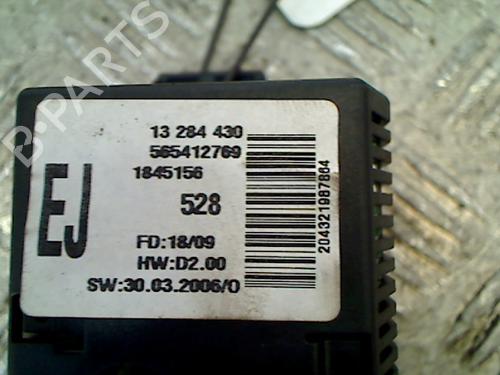 13 284 430
565412769
1845156
EJ
528
FD:18/09
HW:D2.00
SW:30.03.2006/0
204321987864
B-PARTS